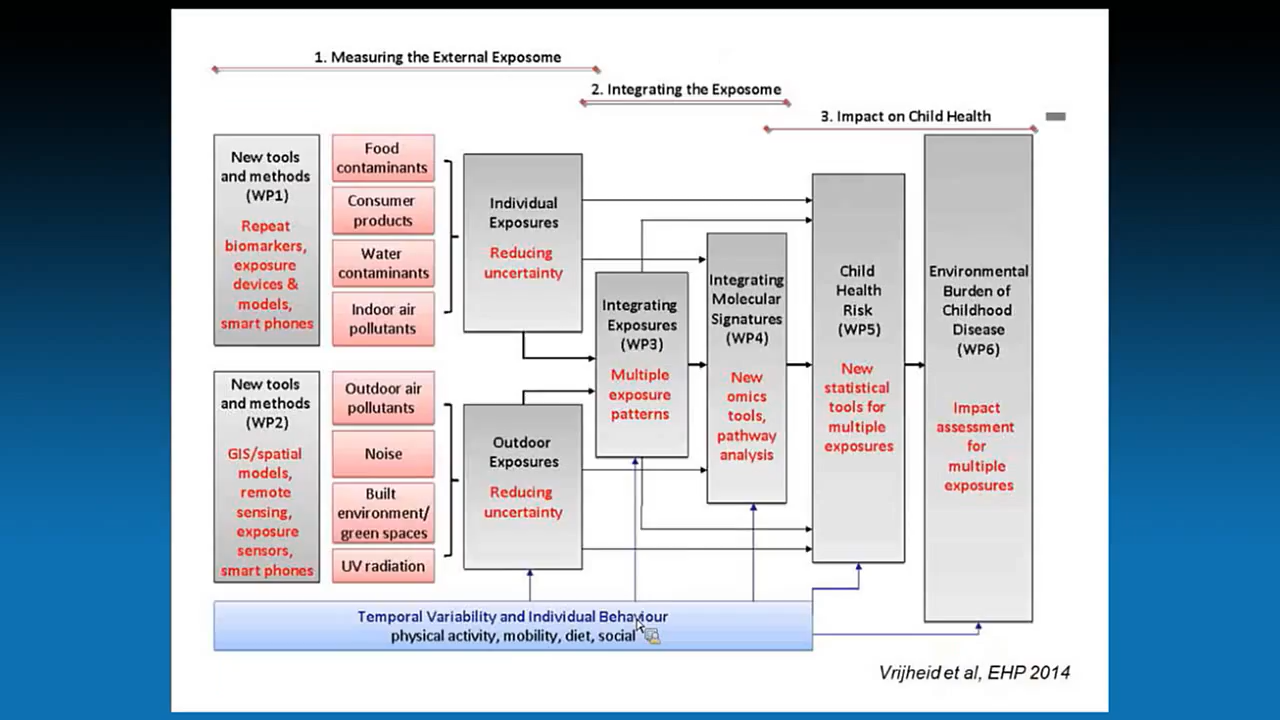 1. Measuring the External Exposome
2. Integrating the Exposome
3. Impact on Child Health
New tools
and methods
(WP1)
Repeat
biomarkers,
exposure
devices &
models,
smart phones
Food
contaminants
Consumer
products
Water
contaminants
Indoor air
pollutants
Individual
Exposures
Reducing
uncertainty
New tools
and methods
(WP2)
GIS/spatial
models,
remote
sensing,
exposure
sensors,
smart phones
Outdoor air
pollutants
Noise
Built
environment/
green spaces
UV radiation
Outdoor
Exposures
Reducing
uncertainty
Integrating
Exposures
(WP3)
Multiple
exposure
patterns
Integrating
Molecular
Signatures
(WP4)
New
omics
tools,
pathway
analysis
Child
Health
Risk
(WP5)
New
statistical
tools for
multiple
exposures
Environmental
Burden of
Childhood
Disease
(WP6)
Impact
assessment
for
multiple
exposures
Temporal Variability and Individual Behaviour
physical activity, mobility, diet, social
Vrijheid et al, EHP 2014